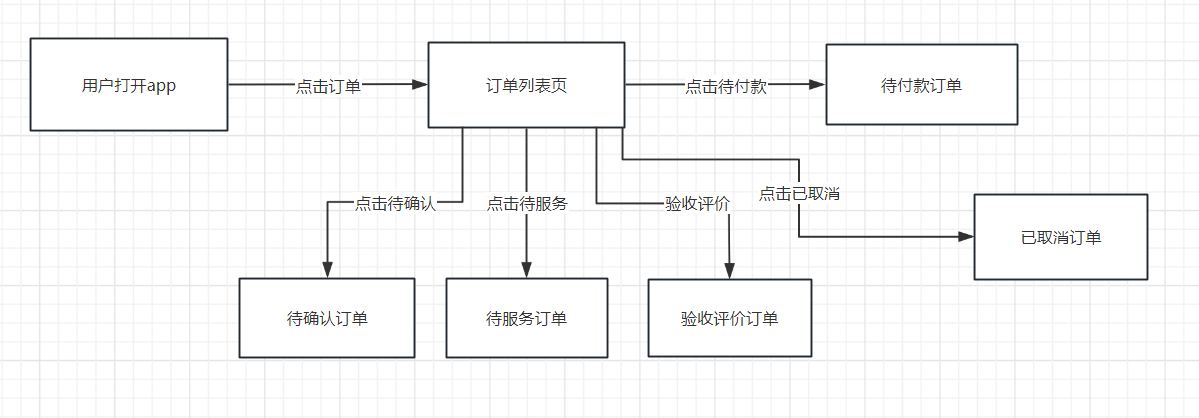 用户打开app
点击订单
订单列表页
点击待付款
待付款订单
点击待确认
点击待服务
验收评价
点击已取消
已取消订单
待确认订单
待服务订单
验收评价订单